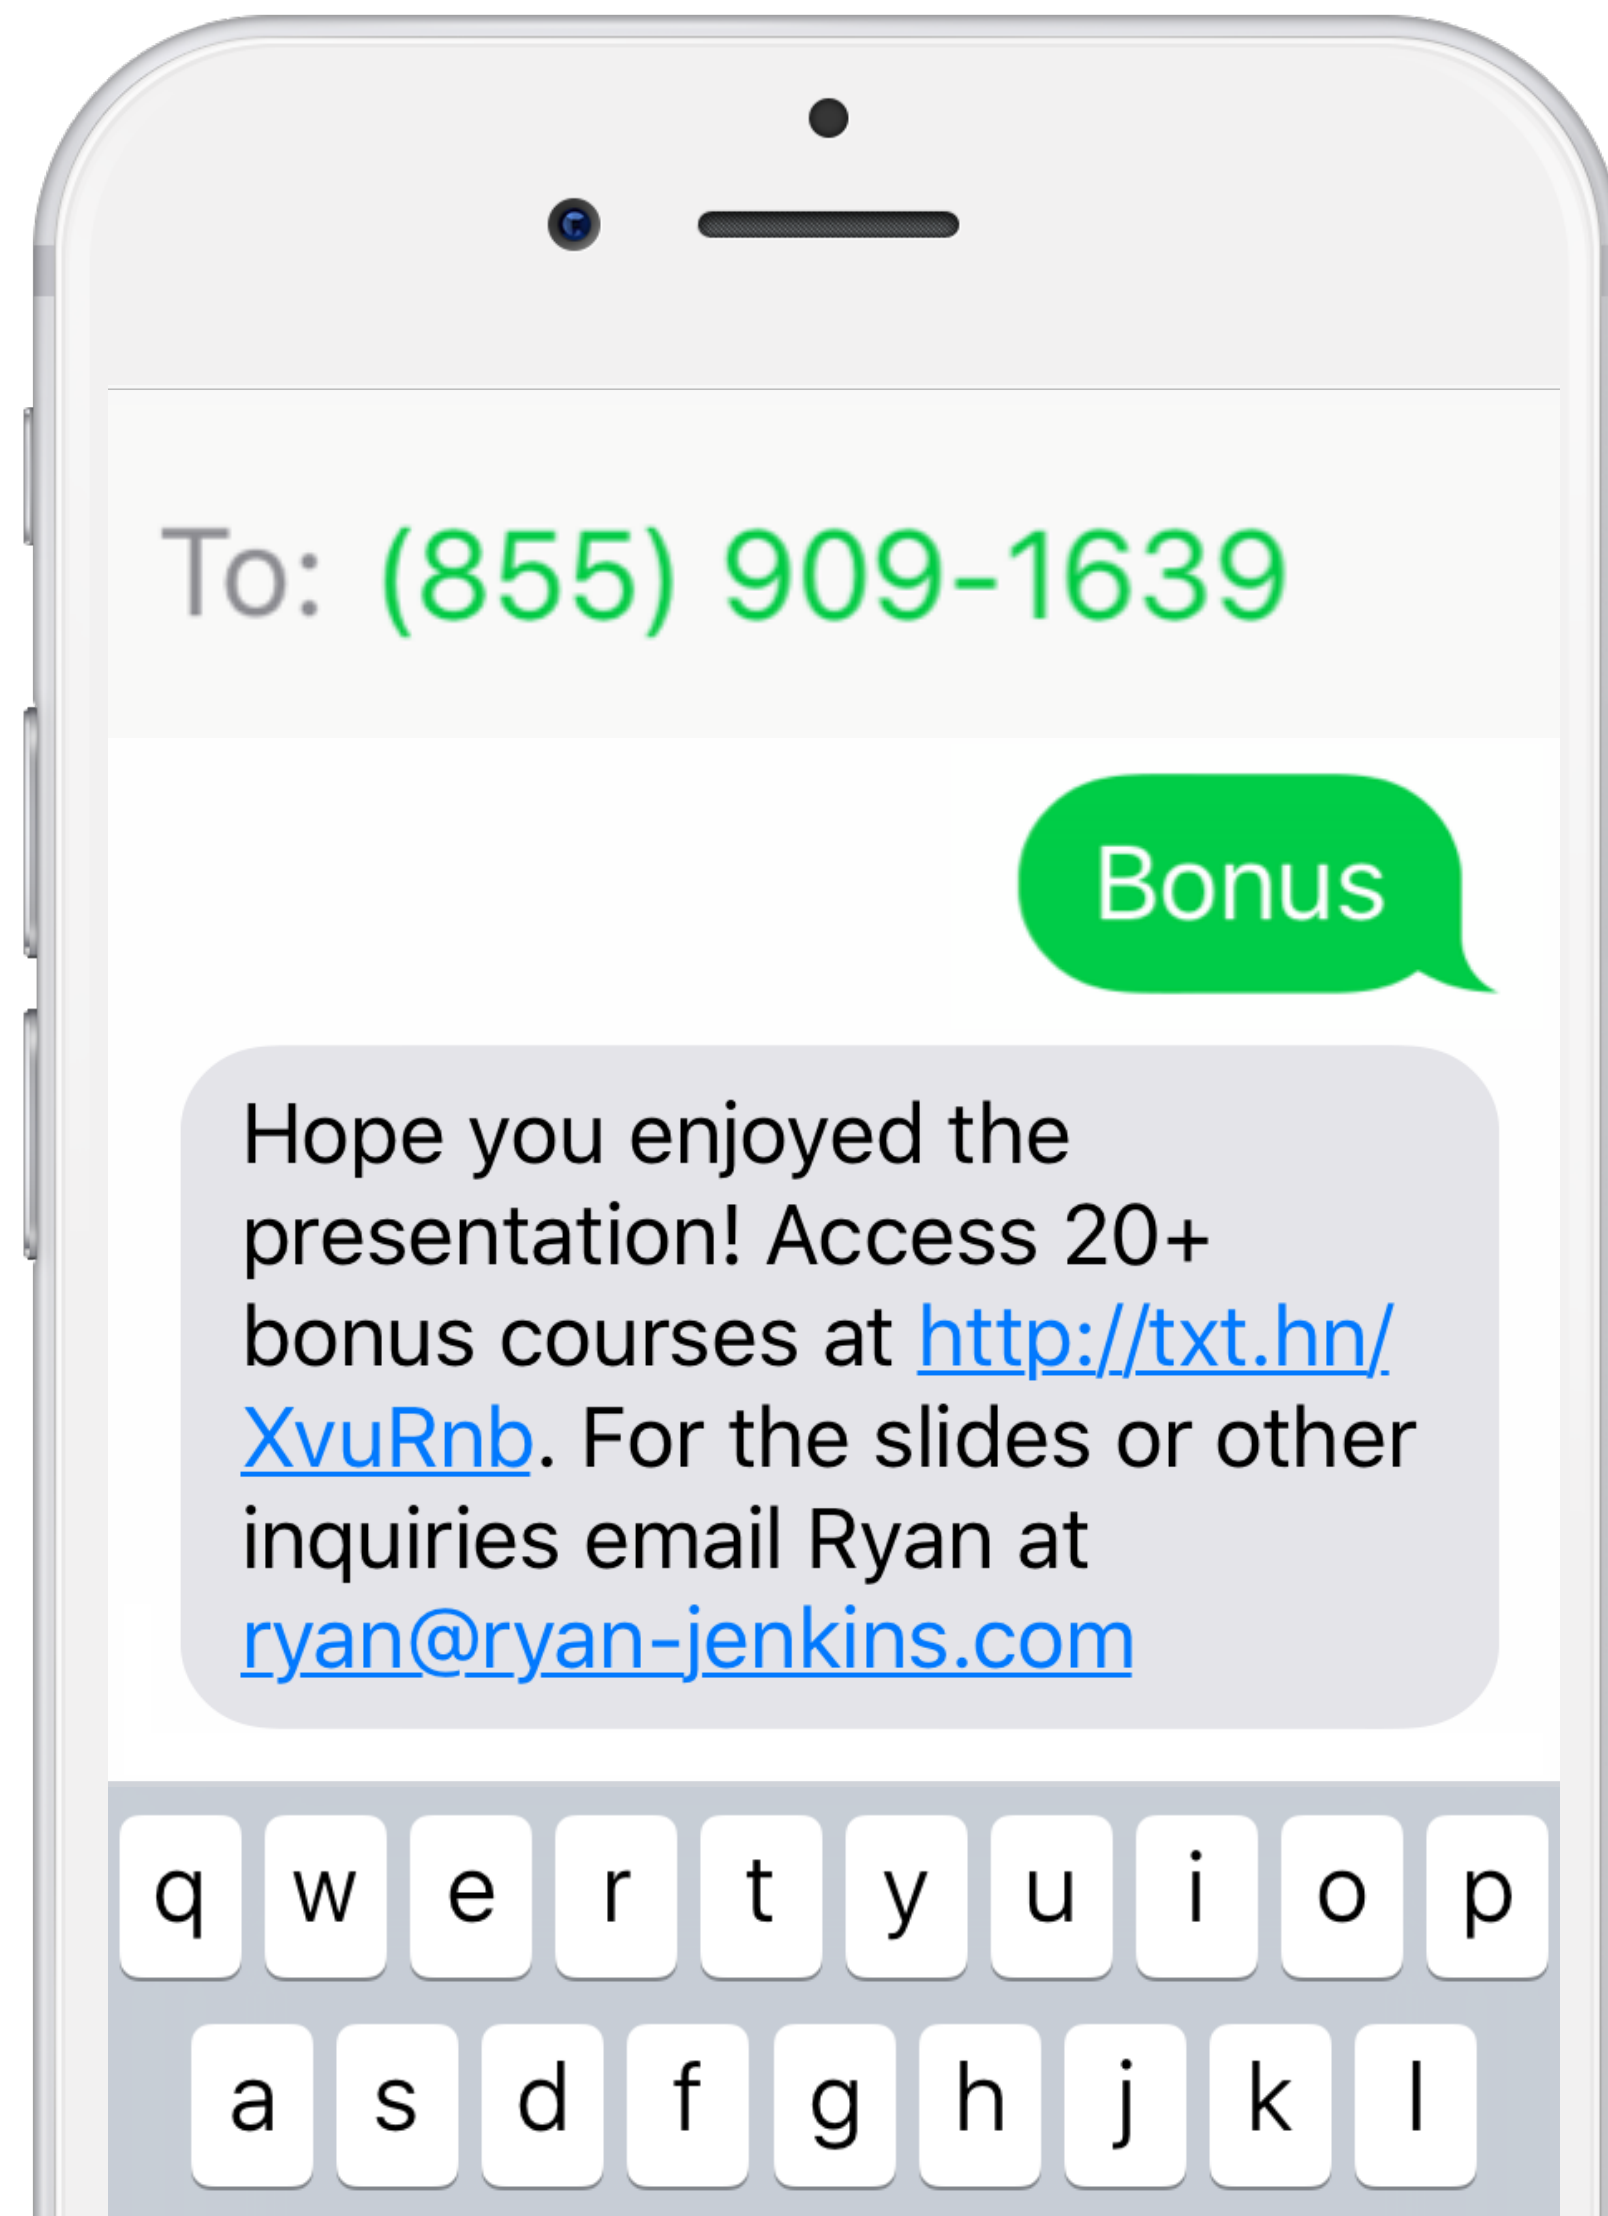 To: (855) 909-1639
Bonus
Hope you enjoyed the
presentation! Access 20+
bonus courses at http://txt.hn/
XvuRnb. For the slides or other
inquiries email Ryan at
ryan@ryan-jenkins.com
q w e r t y u i o p
a s d f g h j k l